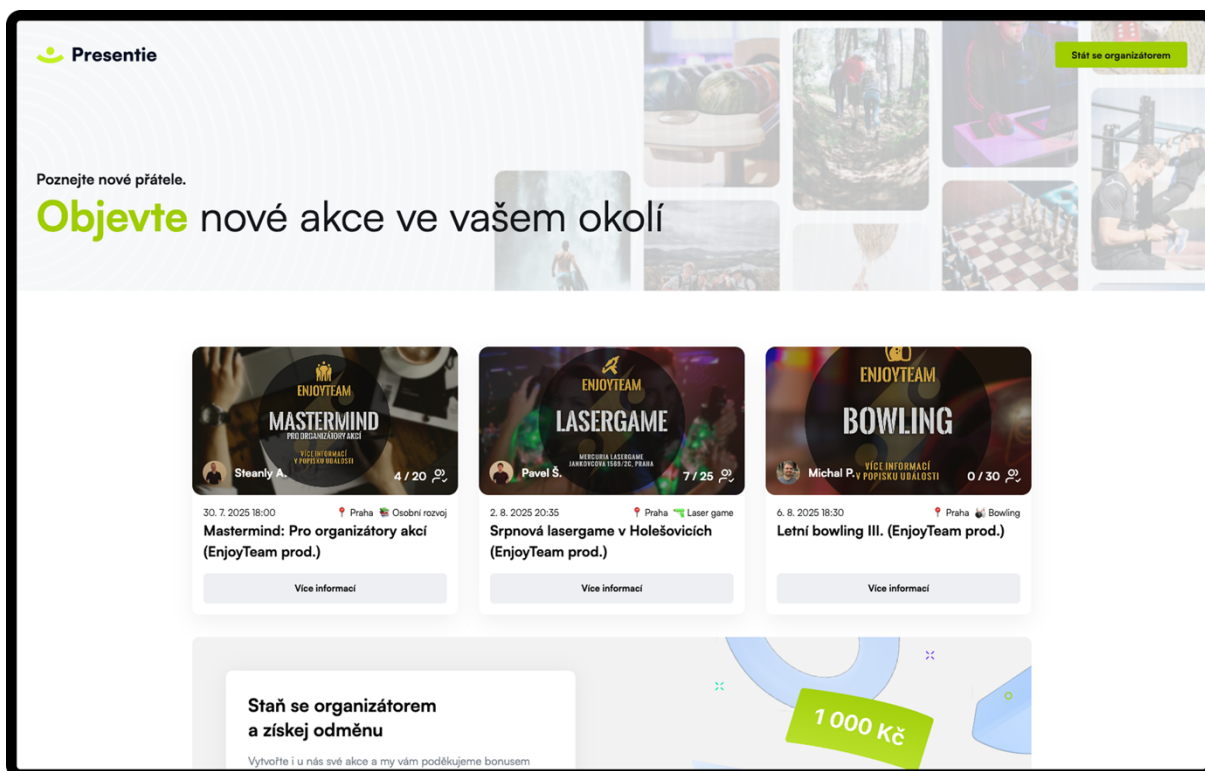 Presentie
Stát se organizátorem
Poznejte nové přátele.
Objevte nové akce ve vašem okolí
ENJOYTEAM
MASTERMIND
PRO ORGANIZÁTORY AKCÍ
VÍCE INFORMACÍ
V POPISKU UDÁLOSTI
Steanly A.
4 / 20
30. 7. 2025 18:00
Praha
Osobní rozvoj
Mastermind: Pro organizátory akcí
(EnjoyTeam prod.)
Více informací
ENJOYTEAM
LASERGAME
MERCURIA LASERGAME
JANKOVCOVA 1569/2C, PRAHA
Pavel Š.
7 / 25
2. 8. 2025 20:35
Praha
Laser game
Srpnová lasergame v Holešovicích
(EnjoyTeam prod.)
Více informací
ENJOYTEAM
BOWLING
VÍCE INFORMACÍ
V POPISKU UDÁLOSTI
Michal P.
0 / 30
6. 8. 2025 18:30
Praha
Bowling
Letní bowling III. (EnjoyTeam prod.)
Více informací
Staň se organizátorem
a získej odměnu
Vytvořte i u nás své akce a my vám poděkujeme bonusem
1 000 Kč